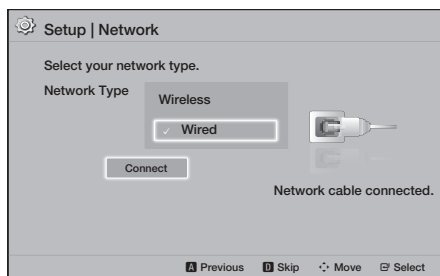 Setup | Network
Select your network type.
Network Type
Wireless
✓ Wired
Connect
Network cable connected.
A Previous D Skip Move Select